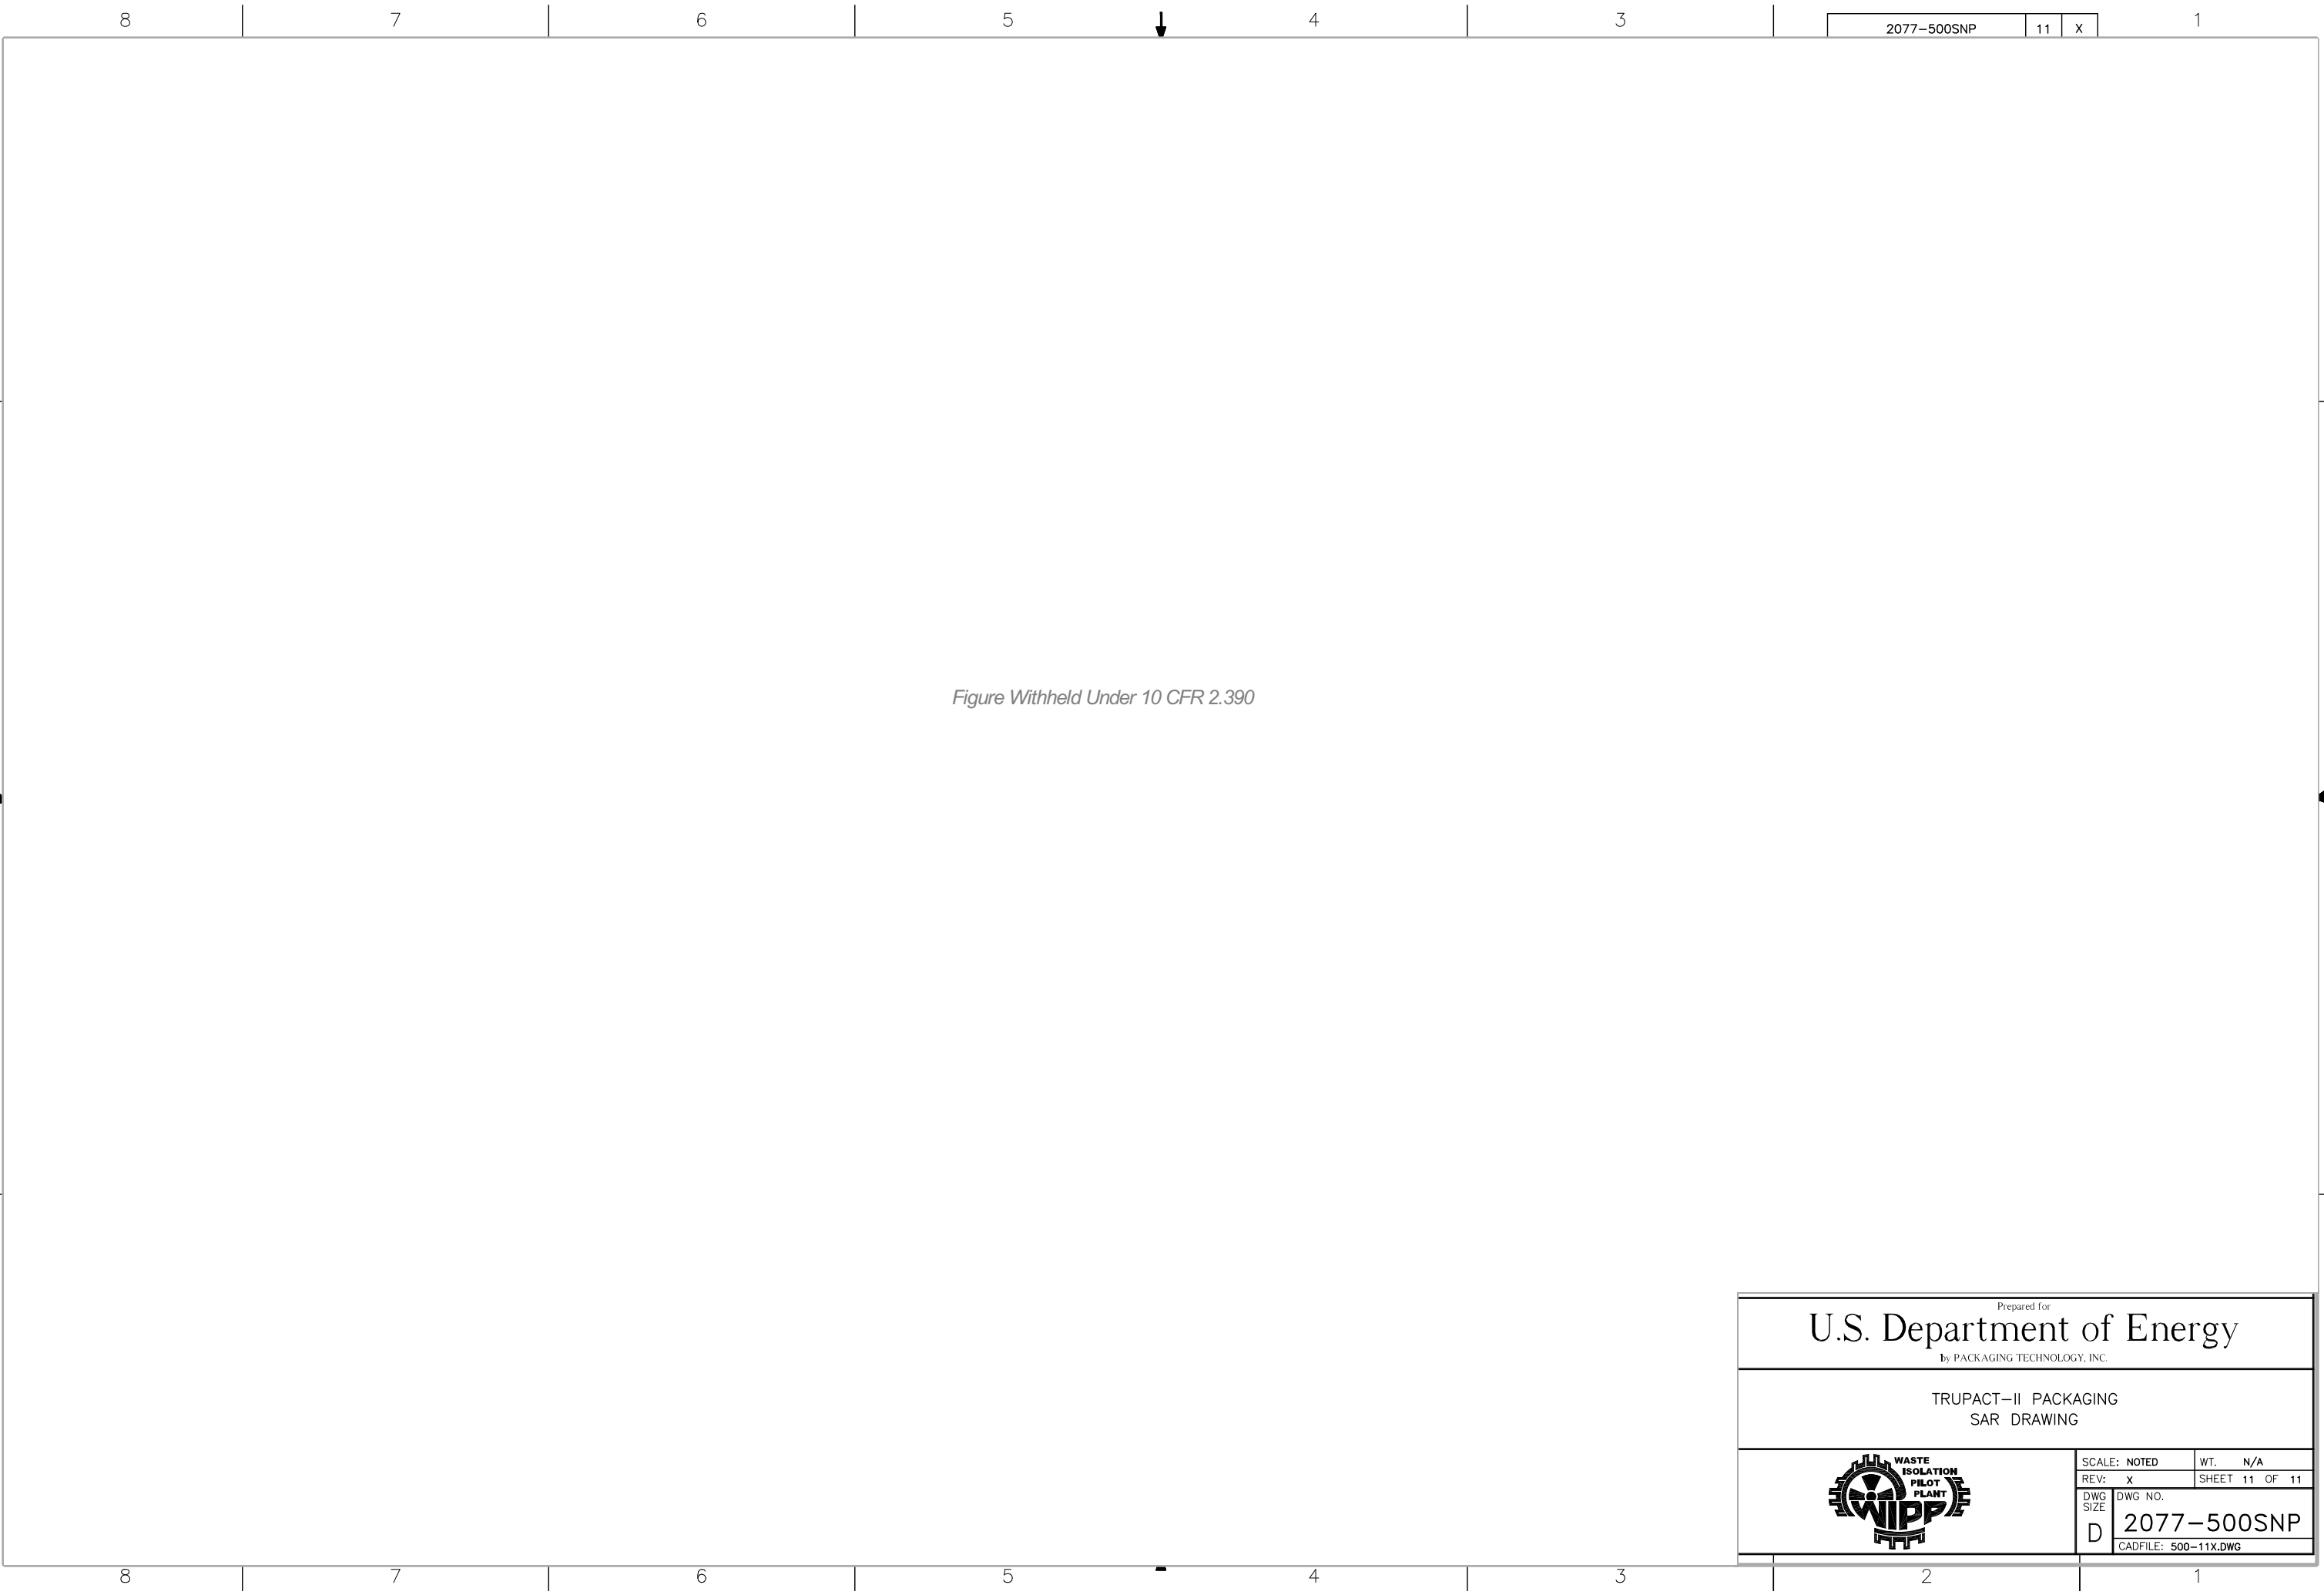 8 7 6 5 4 3 1
2077-500SNP 11 X
Figure Withheld Under 10 CFR 2.390
Prepared for
U.S. Department of Energy
by PACKAGING TECHNOLOGY, INC.
TRUPACT-II PACKAGING
SAR DRAWING
WASTE
ISOLATION
PILOT
PLANT
WIPP
SCALE: NOTED WT. N/A
REV: X SHEET 11 OF 11
DWG SIZE D
DWG NO.
2077-500SNP
CADFILE: 500-11X.DWG
8 7 6 5 4 3 2 1